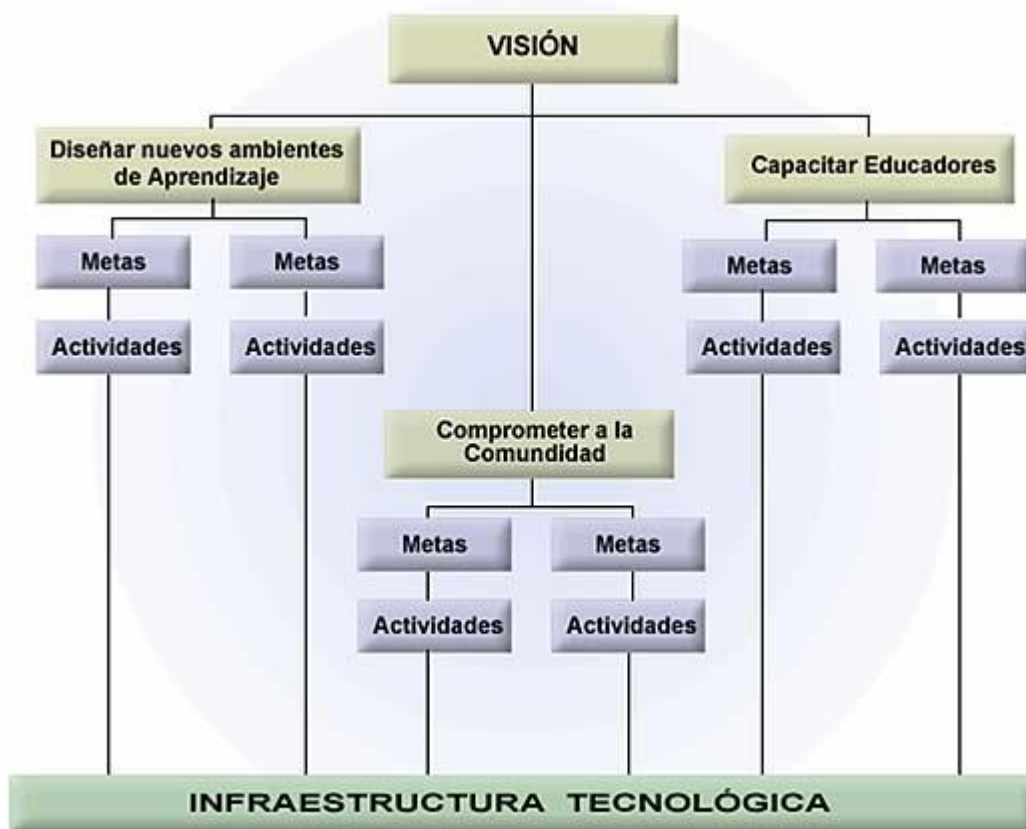 VISIÓN
Diseñar nuevos ambientes
de Aprendizaje
Capacitar Educadores
Metas
Metas
Metas
Metas
Actividades
Actividades
Actividades
Actividades
Comprometer a la
Comundidad
Metas
Metas
Actividades
Actividades
INFRAESTRUCTURA TECNOLÓGICA